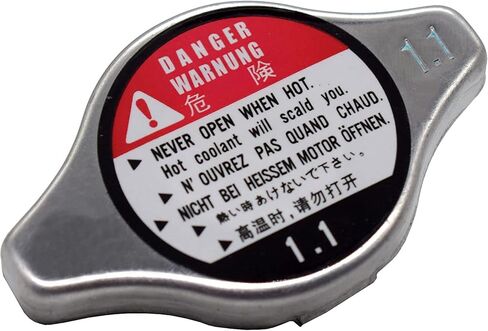 DANGER
WARNUNG
危険
▶ NEVER OPEN WHEN HOT.
Hot coolant will scald you.
▶ N'OUVREZ PAS QUAND CHAUD.
▶ NICHT BEI HEISSEM MOTOR ÖFFNEN.
▶ 熱い時あけないで下さい。
▶ 高温时,请勿打开
1.1
1.1